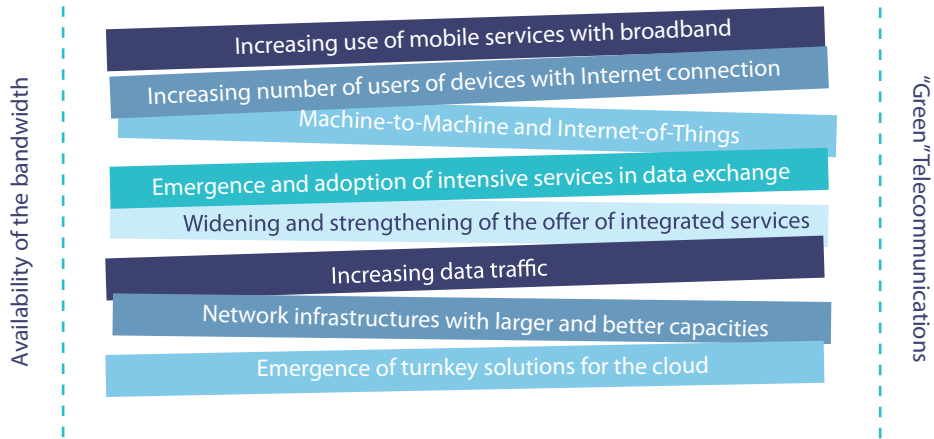 Availability of the bandwidth
Increasing use of mobile services with broadband
Increasing number of users of devices with Internet connection
Machine-to-Machine and Internet-of-Things
Emergence and adoption of intensive services in data exchange
Widening and strengthening of the offer of integrated services
Increasing data traffic
Network infrastructures with larger and better capacities
Emergence of turnkey solutions for the cloud
“Green”Telecommunications